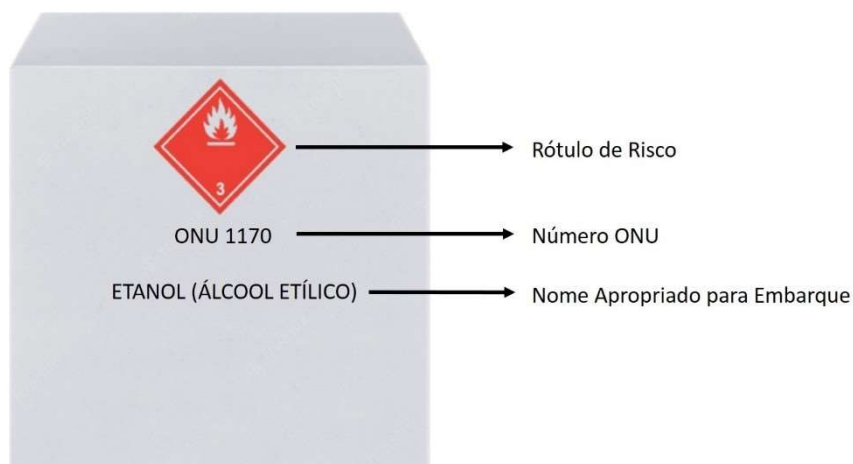 3
Rótulo de Risco
ONU 1170
Número ONU
ETANOL (ÁLCOOL ETÍLICO)
Nome Apropriado para Embarque